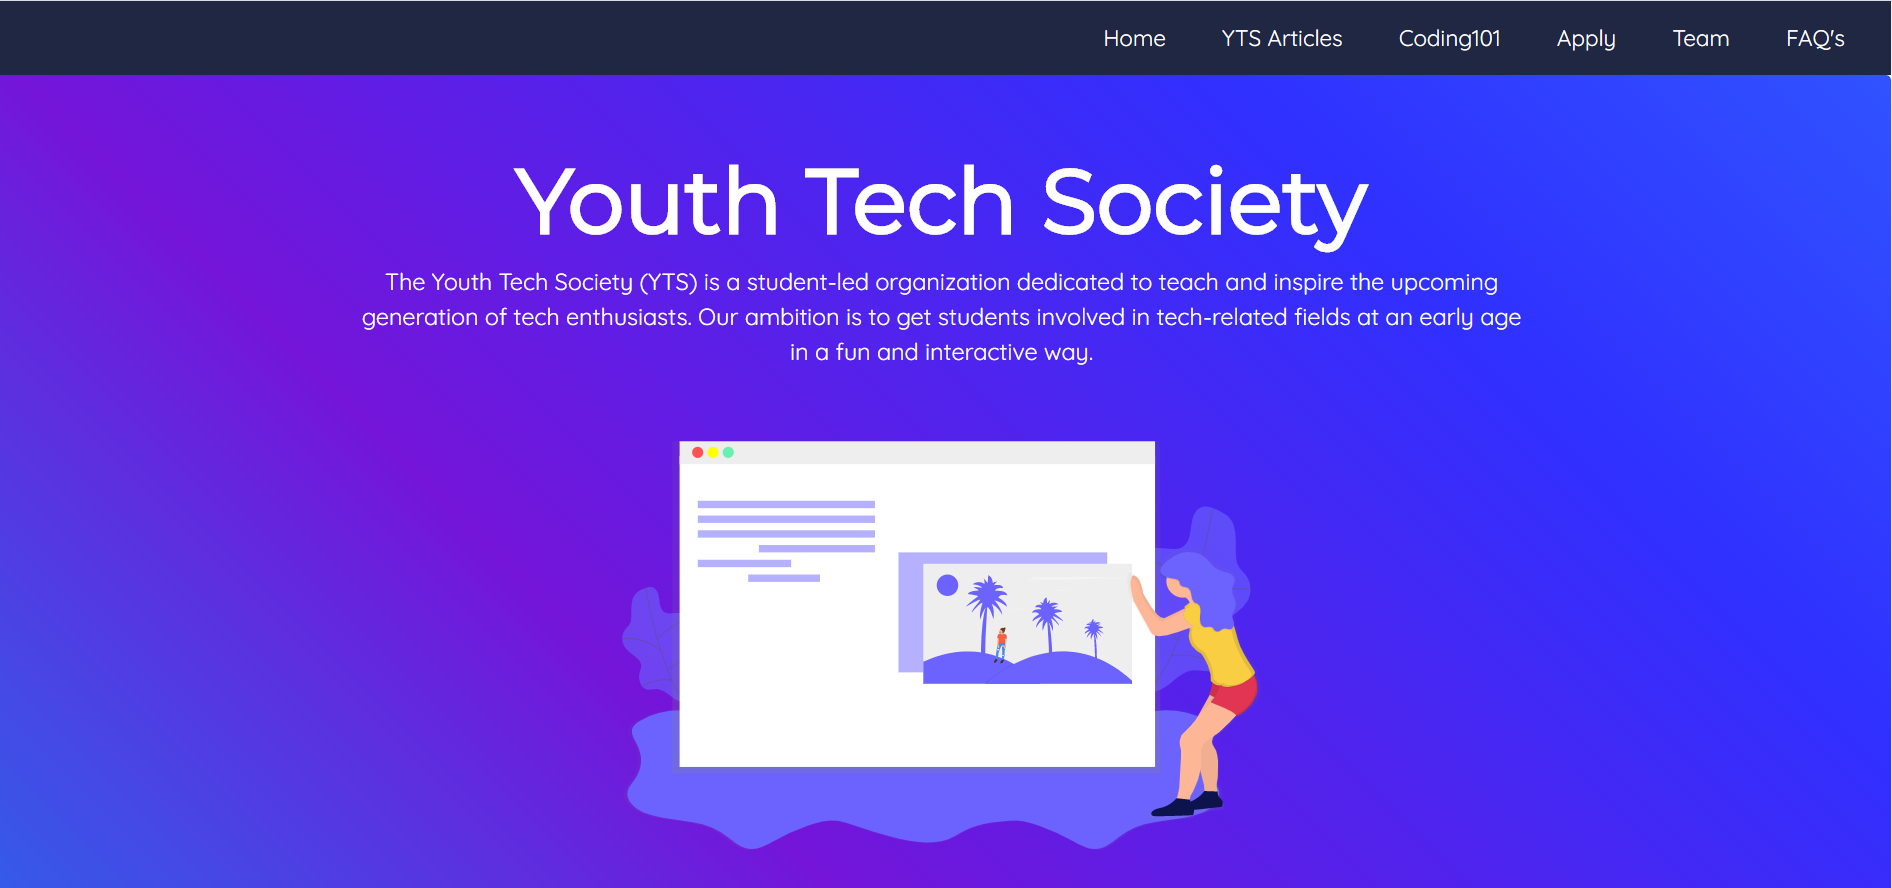 Home YTS Articles Coding101 Apply Team FAQ's
Youth Tech Society
The Youth Tech Society (YTS) is a student-led organization dedicated to teach and inspire the upcoming
generation of tech enthusiasts. Our ambition is to get students involved in tech-related fields at an early age
in a fun and interactive way.